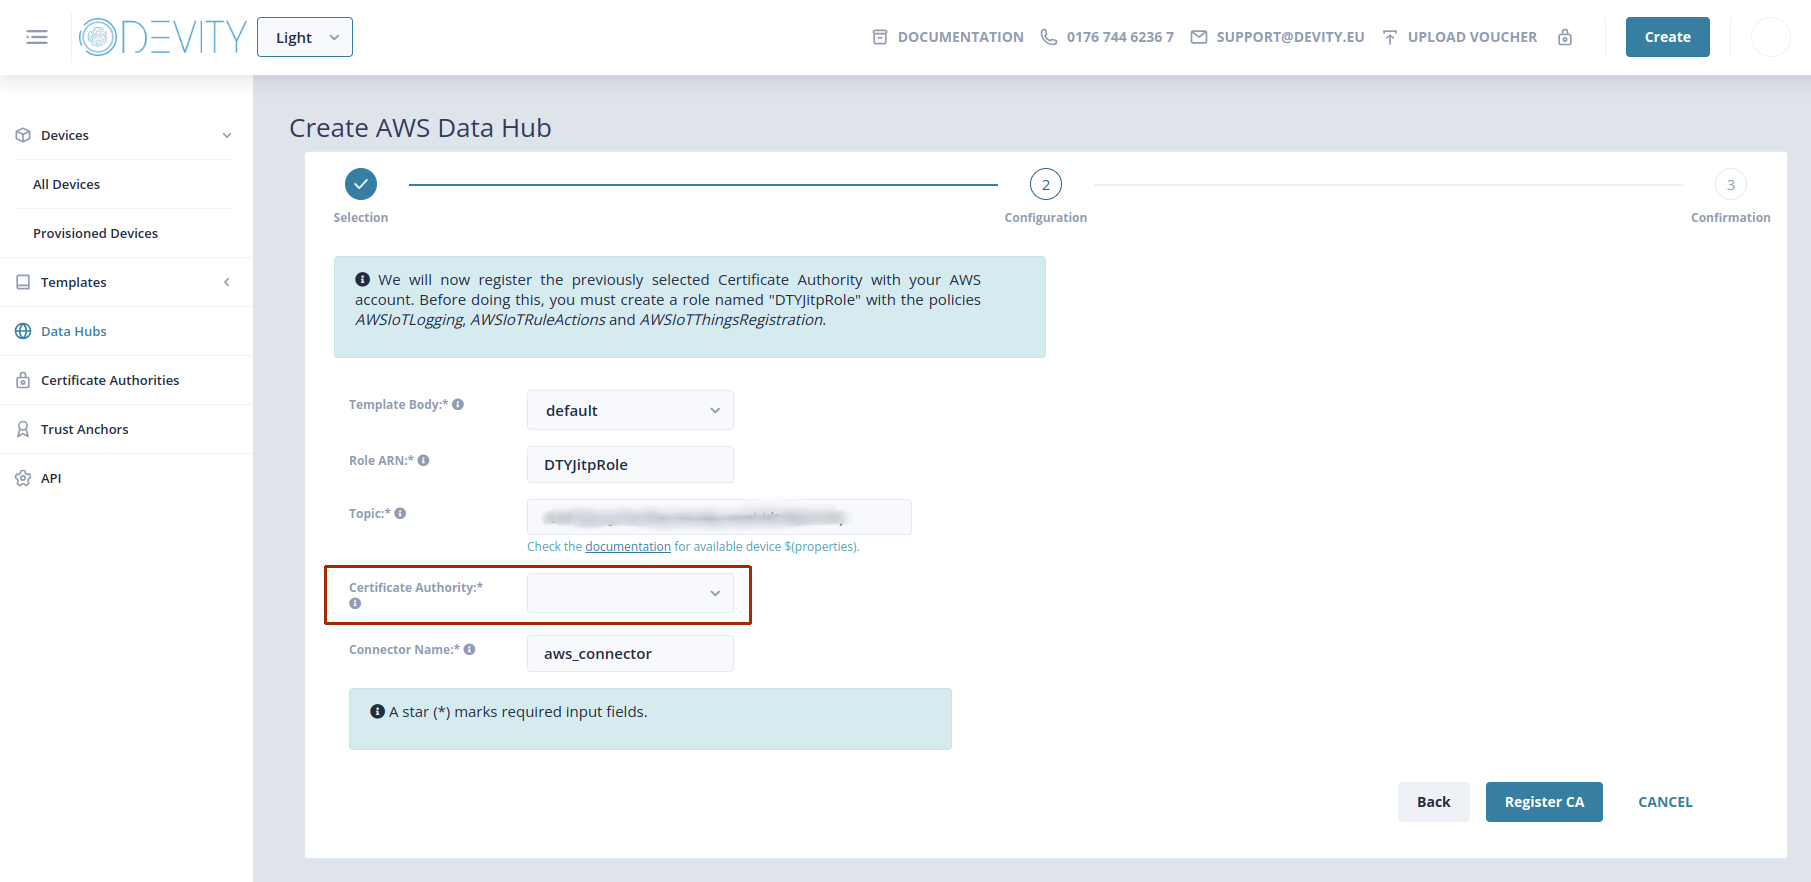 DEVITY
Light
DOCUMENTATION
0176 744 6236 7
SUPPORT@DEVITY.EU
UPLOAD VOUCHER
Create
Devices
All Devices
Provisioned Devices
Templates
Data Hubs
Certificate Authorities
Trust Anchors
API
Create AWS Data Hub
2
3
Selection
Configuration
Confirmation
We will now register the previously selected Certificate Authority with your AWS
account. Before doing this, you must create a role named "DTYJitpRole" with the policies
AWSIoTLogging, AWSIoTRuleActions and AWSIoTThingsRegistration.
Template Body:*
default
Role ARN:*
DTYJitpRole
Topic:*
Check the documentation for available device $(properties).
Certificate Authority:*
Connector Name:*
aws_connector
A star (*) marks required input fields.
Back
Register CA
CANCEL